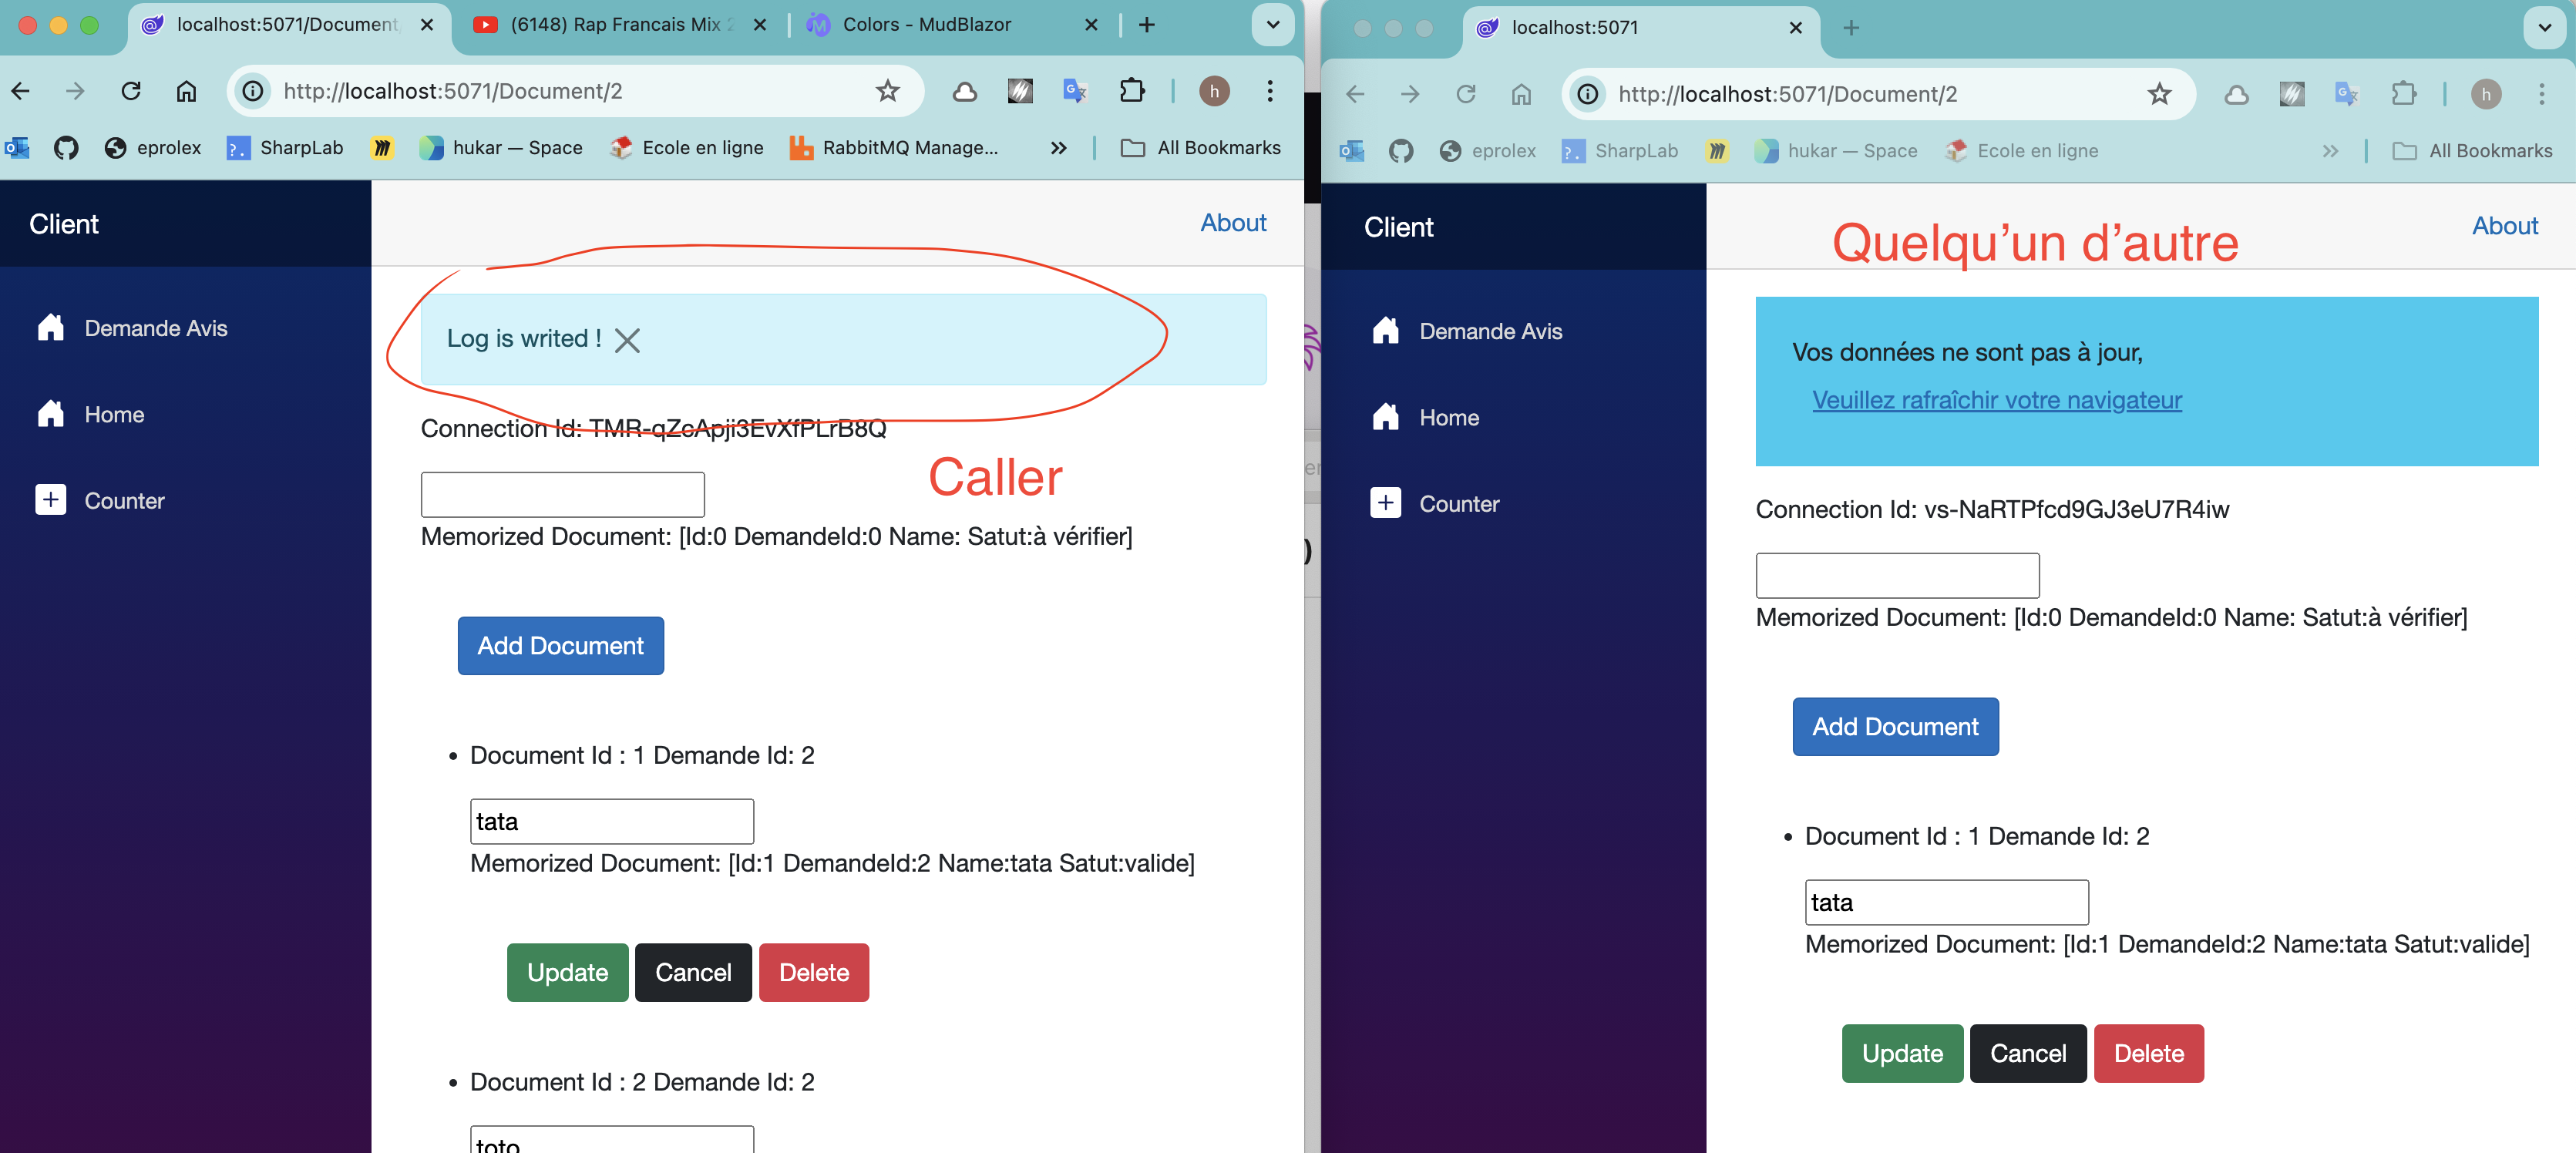 localhost:5071/Document
(6148) Rap Francais Mix 2
Colors - MudBlazor
http://localhost:5071/Document/2
h
eprolex
SharpLab
hukar — Space
Ecole en ligne
RabbitMQ Manage...
All Bookmarks
Client
About
Demande Avis
Home
Counter
Log is writed !
Connection Id: TMR-qZcApji3EvXfPLrB8Q
Caller
Memorized Document: [Id:0 DemandeId:0 Name: Satut:à vérifier]
Add Document
Document Id : 1 Demande Id: 2
tata
Memorized Document: [Id:1 DemandeId:2 Name:tata Satut:valide]
Update Cancel Delete
Document Id : 2 Demande Id: 2
toto
localhost:5071
http://localhost:5071/Document/2
h
eprolex
SharpLab
hukar — Space
Ecole en ligne
All Bookmarks
Client
Quelqu’un d’autre
About
Demande Avis
Home
Counter
Vos données ne sont pas à jour,
Veuillez rafraîchir votre navigateur
Connection Id: vs-NaRTPfcd9GJ3eU7R4iw
Memorized Document: [Id:0 DemandeId:0 Name: Satut:à vérifier]
Add Document
Document Id : 1 Demande Id: 2
tata
Memorized Document: [Id:1 DemandeId:2 Name:tata Satut:valide]
Update Cancel Delete